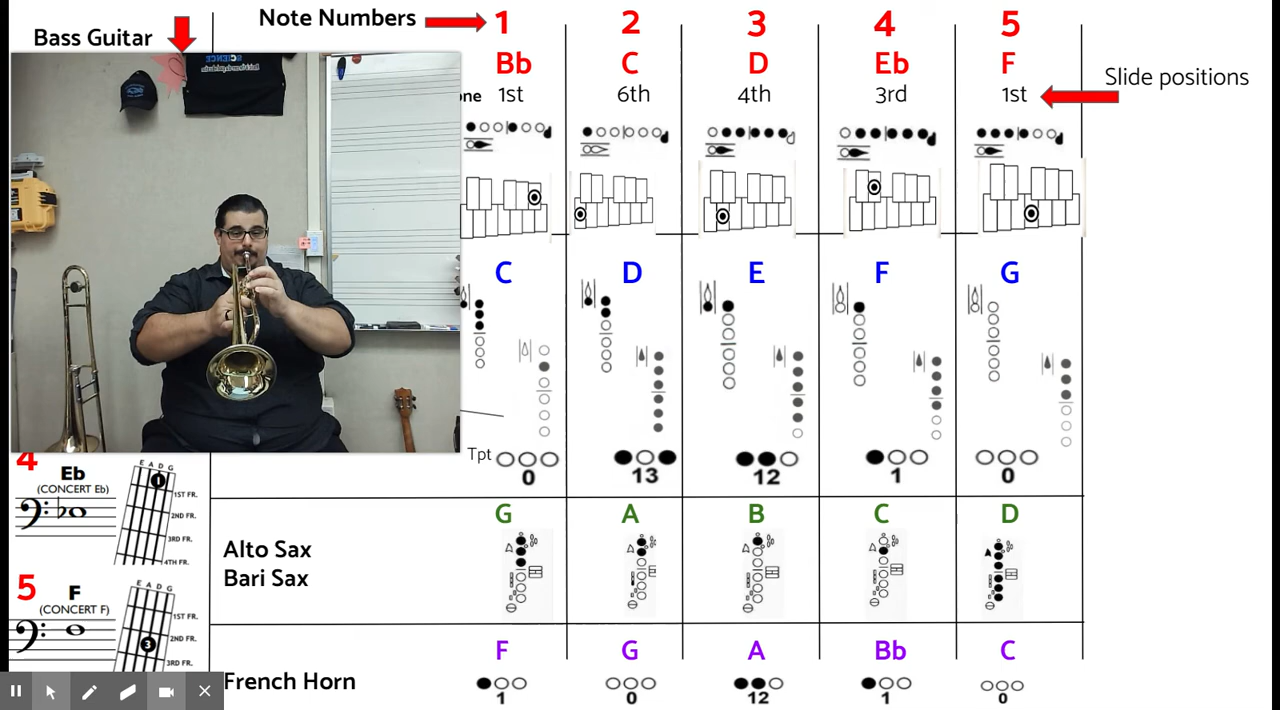 Note Numbers 1 2 3 4 5
Bass Guitar
Bb C D Eb F
one 1st 6th 4th 3rd 1st
Slide positions
SCIENCE
C D E F G
Tpt
0 13 12 1 0
4
Eb
(CONCERT Eb)
E A D G
1
1ST FR.
2ND FR.
3RD FR.
4TH FR.
G A B C D
Alto Sax
Bari Sax
5
F
(CONCERT F)
E A D G
1ST FR.
2ND FR.
3
3RD FR.
F G A Bb C
French Horn
1 0 12 1 0